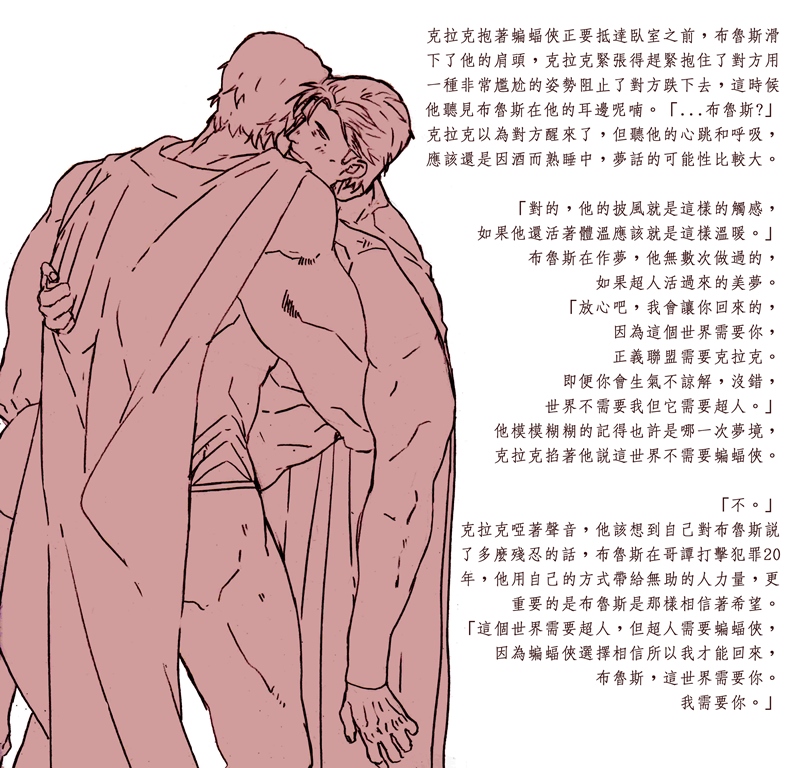 克拉克抱著蝙蝠俠正要抵達臥室之前，布魯斯滑
下了他的肩頭，克拉克緊張得趕緊抱住了對方用
一種非常尷尬的姿勢阻止了對方跌下去，這時候
他聽見布魯斯在他的耳邊呢喃。「...布魯斯?」
克拉克以為對方醒來了，但聽他的心跳和呼吸，
應該還是因酒而熟睡中，夢話的可能性比較大。
「對的，他的披風就是這樣的觸感，
如果他還活著體溫應該就是這樣溫暖。」
布魯斯在作夢，他無數次做過的，
如果超人活過來的美夢。
「放心吧，我會讓你回來的，
因為這個世界需要你，
正義聯盟需要克拉克。
即便你會生氣不諒解，沒錯，
世界不需要我但它需要超人。」
他模模糊糊的記得也許是哪一次夢境，
克拉克掐著他說這世界不需要蝙蝠俠。
「不。」
克拉克啞著聲音，他該想到自己對布魯斯說
了多麼殘忍的話，布魯斯在哥譚打擊犯罪20
年，他用自己的方式帶給無助的人力量，更
重要的是布魯斯是那樣相信著希望。
「這個世界需要超人，但超人需要蝙蝠俠，
因為蝙蝠俠選擇相信所以我才能回來，
布魯斯，這世界需要你。
我需要你。」